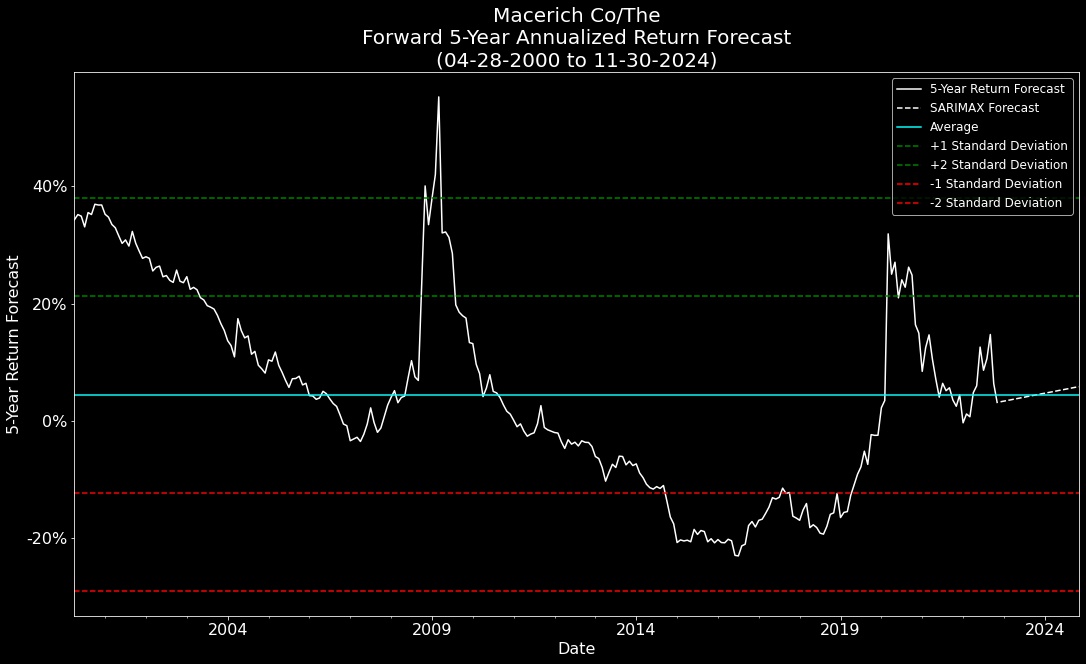 Macerich Co/The
Forward 5-Year Annualized Return Forecast
(04-28-2000 to 11-30-2024)
5-Year Return Forecast
SARIMAX Forecast
Average
+1 Standard Deviation
+2 Standard Deviation
-1 Standard Deviation
-2 Standard Deviation
5-Year Return Forecast
40%
20%
0%
-20%
2004
2009
2014
2019
2024
Date